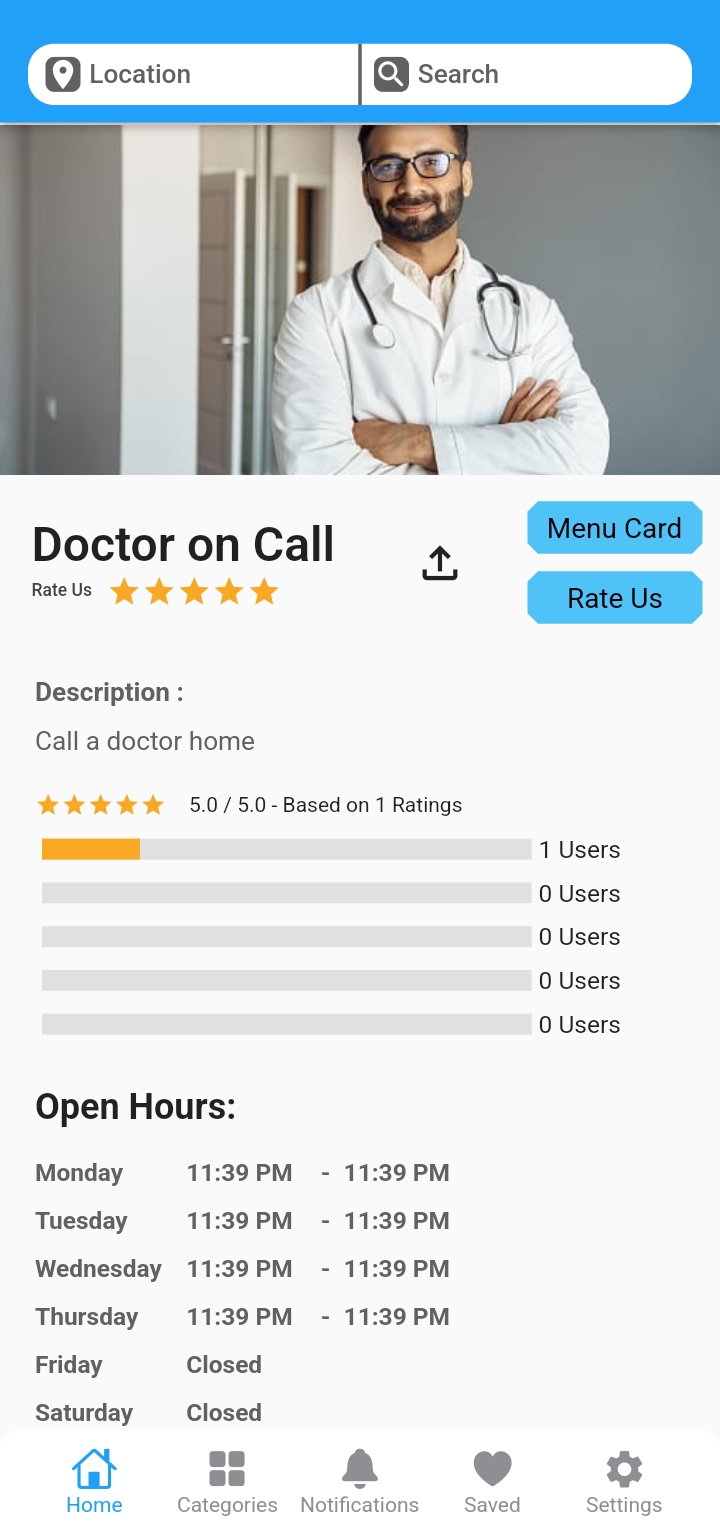 Location Search
Doctor on Call
Menu Card
Rate Us
Rate Us
Description :
Call a doctor home
5.0 / 5.0 - Based on 1 Ratings
1 Users
0 Users
0 Users
0 Users
0 Users
Open Hours:
Monday 11:39 PM - 11:39 PM
Tuesday 11:39 PM - 11:39 PM
Wednesday 11:39 PM - 11:39 PM
Thursday 11:39 PM - 11:39 PM
Friday Closed
Saturday Closed
Home Categories Notifications Saved Settings